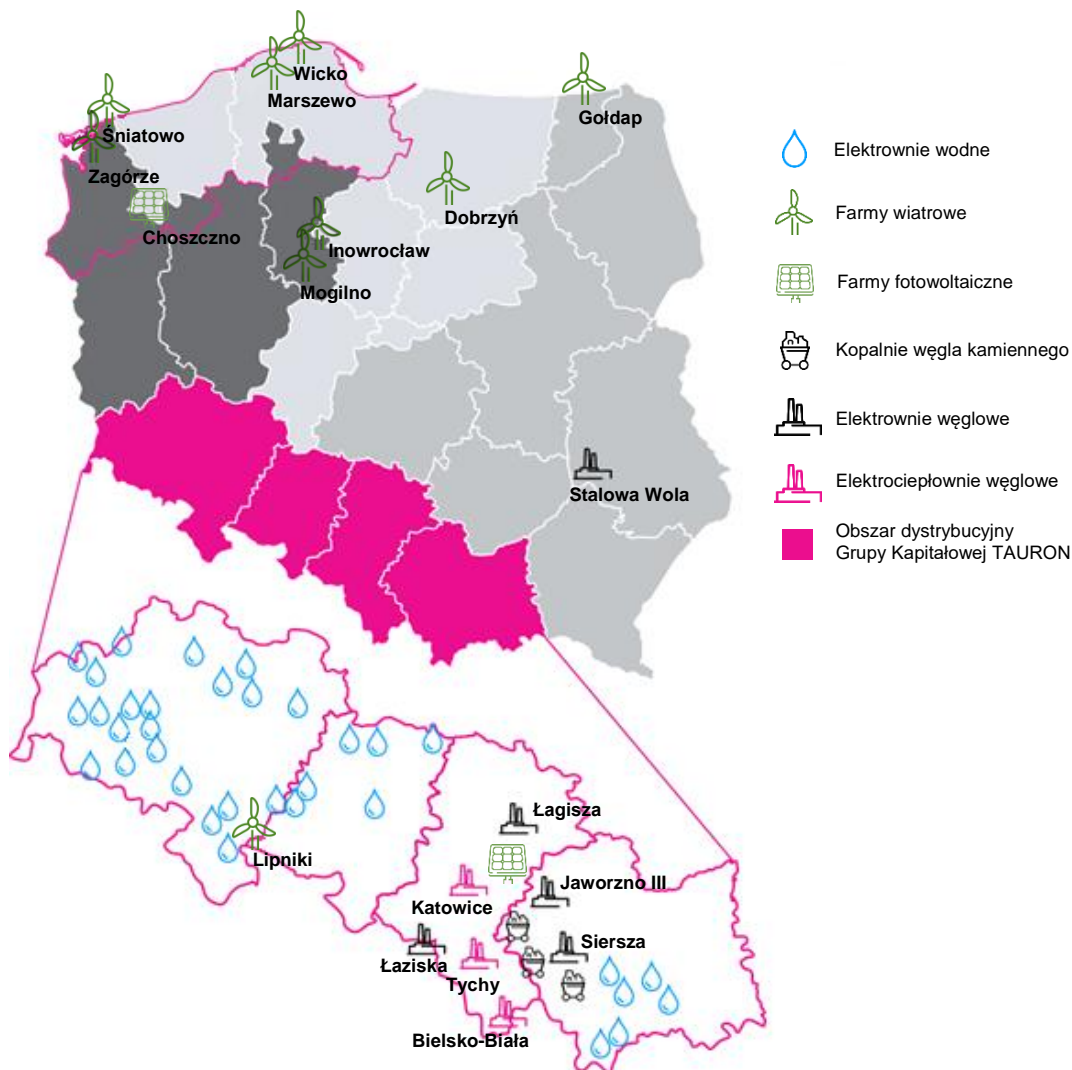 Wicko
Marszewo
Gołdap
Śniatowo
Zagórze
Dobrzyń
Choszczno
Inowrocław
Mogilno
Stalowa Wola
Elektrownie wodne
Farmy wiatrowe
Farmy fotowoltaiczne
Kopalnie węgla kamiennego
Elektrownie węglowe
Elektrociepłownie węglowe
Obszar dystrybucyjny
Grupy Kapitałowej TAURON
Łagisza
Lipniki
Jaworzno III
Katowice
Siersza
Łaziska
Tychy
Bielsko-Biała